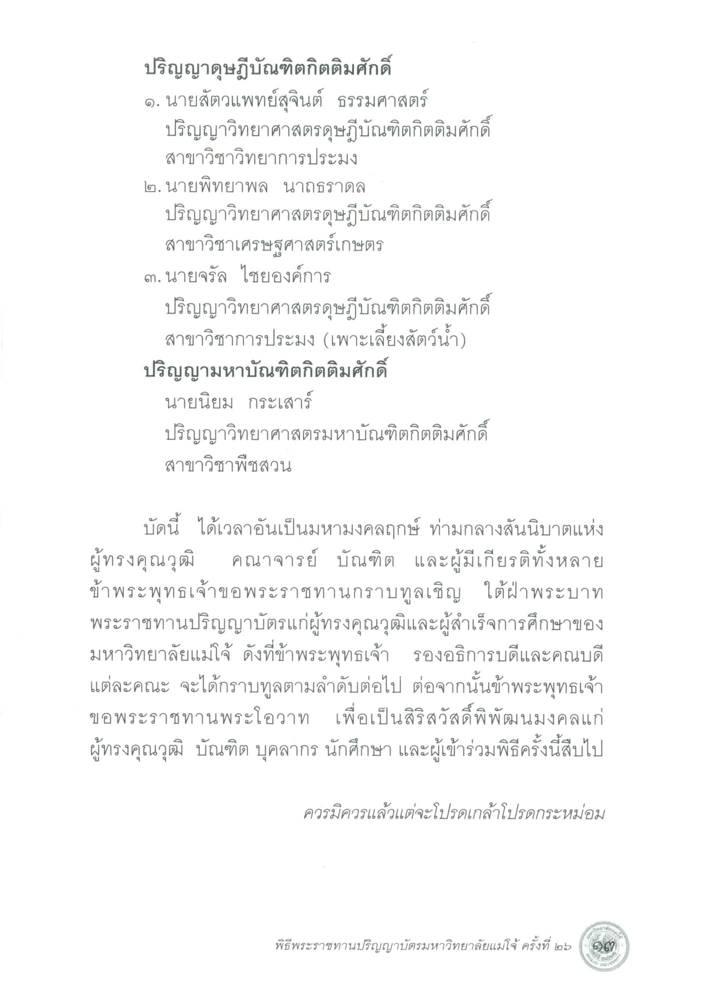 ปริญญาดุษฎีบัณฑิตกิตติมศักดิ์
๑. นายสัตวแพทย์สุจินต์ ธรรมศาสตร์
ปริญญาวิทยาศาสตรดุษฎีบัณฑิตกิตติมศักดิ์
สาขาวิชาวิทยาการประมง
๒. นายพิทยาพล นาถธราดล
ปริญญาวิทยาศาสตรดุษฎีบัณฑิตกิตติมศักดิ์
สาขาวิชาเศรษฐศาสตร์เกษตร
๓. นายจรัล ไชยองค์การ
ปริญญาวิทยาศาสตรดุษฎีบัณฑิตกิตติมศักดิ์
สาขาวิชาการประมง (เพาะเลี้ยงสัตว์น้ำ)
ปริญญามหาบัณฑิตกิตติมศักดิ์
นายนิยม กระเสาร์
ปริญญาวิทยาศาสตรมหาบัณฑิตกิตติมศักดิ์
สาขาวิชาพืชสวน
บัดนี้ ได้เวลาอันเป็นมหามงคลฤกษ์ ท่ามกลางสันนิบาตแห่ง
ผู้ทรงคุณวุฒิ คณาจารย์ บัณฑิต และผู้มีเกียรติทั้งหลาย
ข้าพระพุทธเจ้าขอพระราชทานกราบทูลเชิญ ใต้ฝ่าพระบาท
พระราชทานปริญญาบัตรแก่ผู้ทรงคุณวุฒิและผู้สำเร็จการศึกษาของ
มหาวิทยาลัยแม่โจ้ ดังที่ข้าพระพุทธเจ้า รองอธิการบดีและคณบดี
แต่ละคณะ จะได้กราบทูลตามลำดับต่อไป ต่อจากนั้นข้าพระพุทธเจ้า
ขอพระราชทานพระโอวาท เพื่อเป็นสิริสวัสดิ์พิพัฒนมงคลแก่
ผู้ทรงคุณวุฒิ บัณฑิต บุคลากร นักศึกษา และผู้เข้าร่วมพิธีครั้งนี้สืบไป
ควรมิควรแล้วแต่จะโปรดเกล้าโปรดกระหม่อม
พิธีพระราชทานปริญญาบัตรมหาวิทยาลัยแม่โจ้ ครั้งที่ ๒๖
มหาวิทยาลัยแม่โจ้
๑๓
MAEJO UNIVERSITY